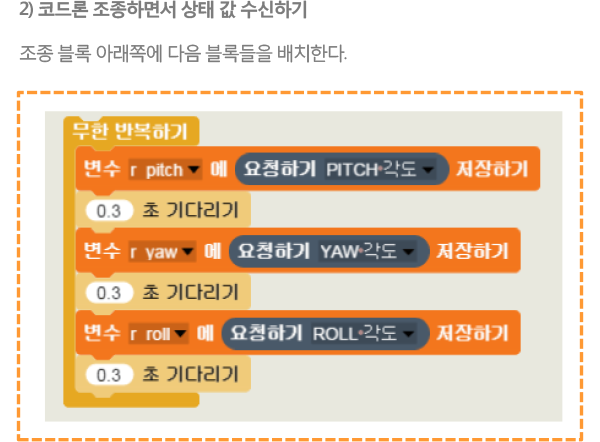 2) 코드론 조종하면서 상태 값 수신하기
조종 블록 아래쪽에 다음 블록들을 배치한다.
무한 반복하기
변수 r pitch 에 요청하기 PITCH 각도 저장하기
0.3 초 기다리기
변수 r yaw 에 요청하기 YAW 각도 저장하기
0.3 초 기다리기
변수 r roll 에 요청하기 ROLL 각도 저장하기
0.3 초 기다리기